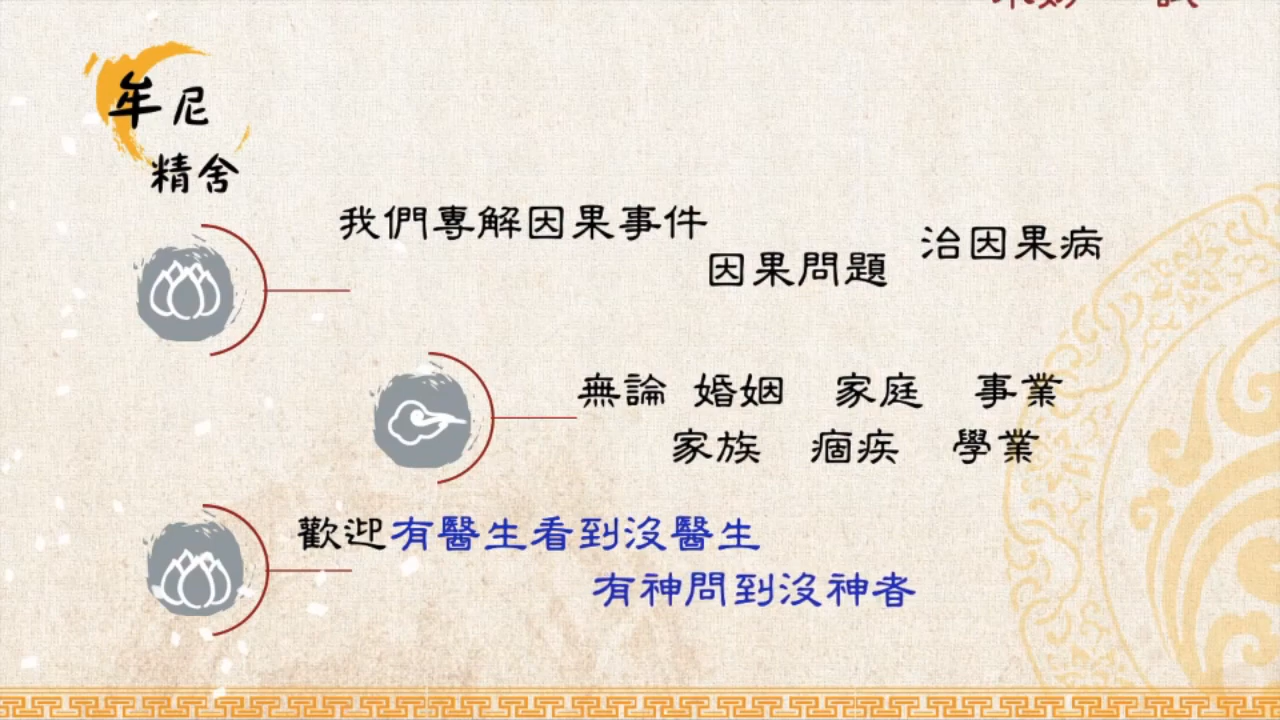 牟尼
精舍
我們專解因果事件
因果問題
治因果病
無論 婚姻 家庭 事業
家族 痼疾 學業
歡迎有醫生看到沒醫生
有神問到沒神者